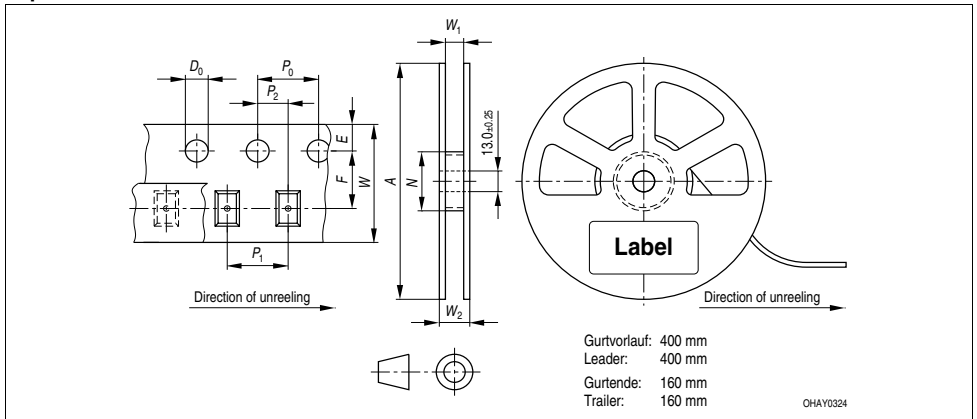 W1
D0
P0
P2
E
F
W
A
N
13.0±0.25
P1
W2
Label
Direction of unreeling
Direction of unreeling
Gurtvorlauf: 400 mm
Leader: 400 mm
Gurtende: 160 mm
Trailer: 160 mm
OHAY0324